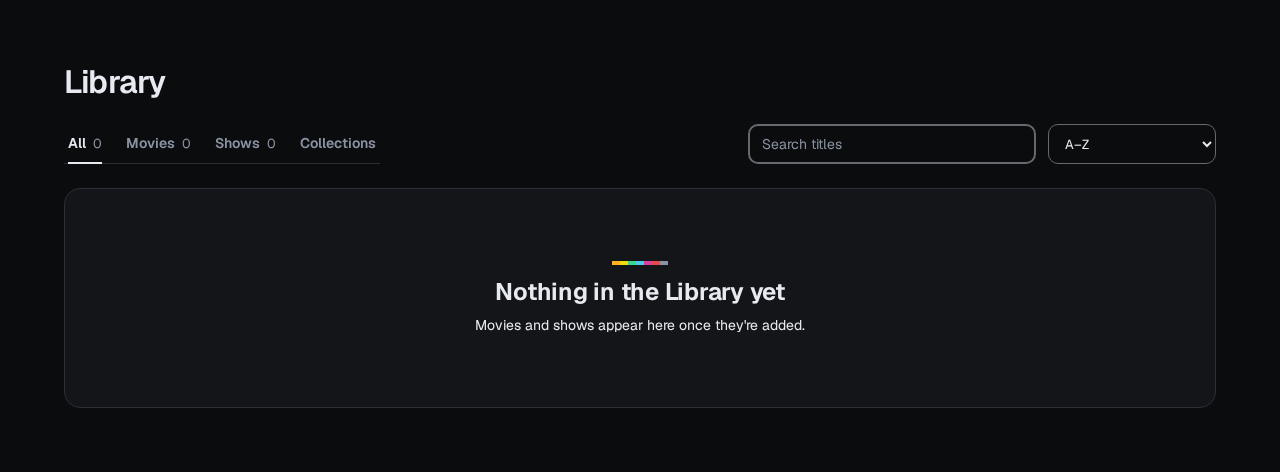 Library
All 0 Movies 0 Shows 0 Collections
Search titles
A–Z
Nothing in the Library yet
Movies and shows appear here once they're added.